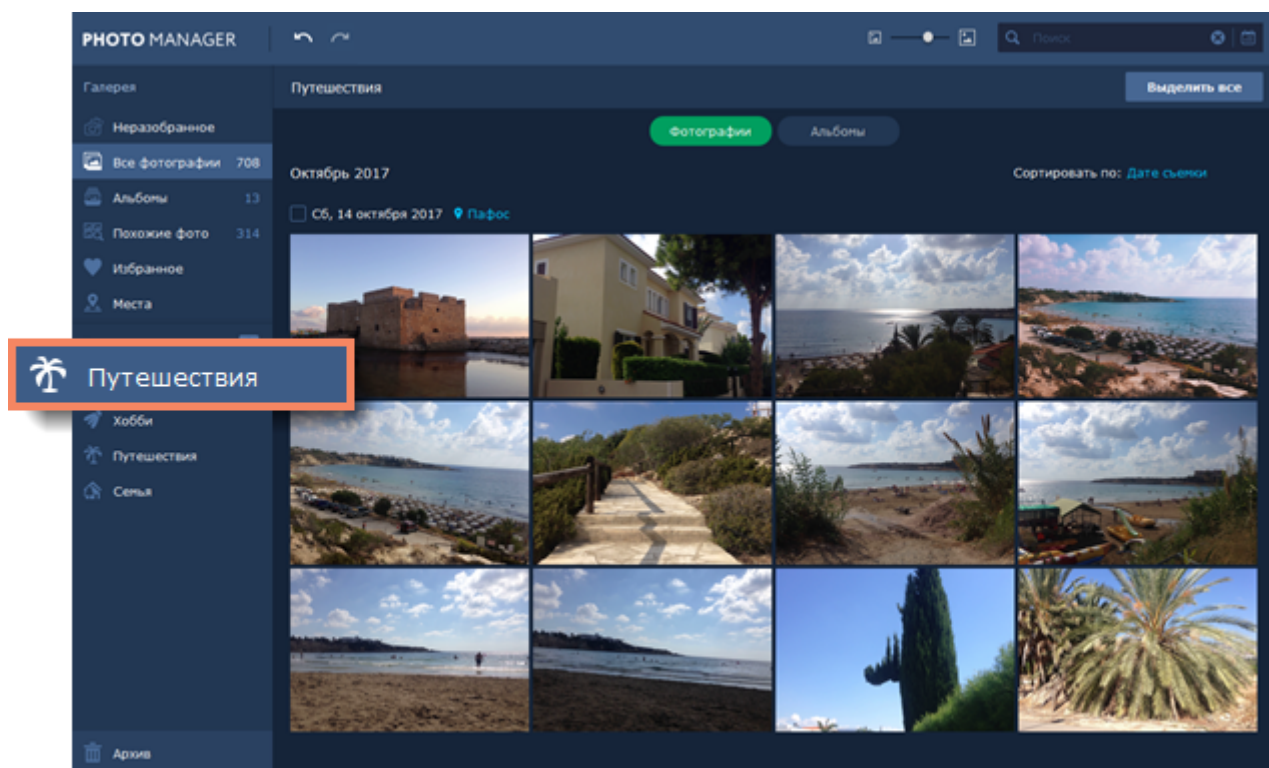 PHOTO MANAGER
Поиск
Галерея
Путешествия
Выделить все
Неразобранное
Фотографии
Альбомы
Все фотографии 708
Октябрь 2017
Сортировать по: Дате съемки
Альбомы 13
Сб, 14 октября 2017
Пафос
Похожие фото 314
Избранное
Места
Путешествия
Хобби
Путешествия
Семья
Архив